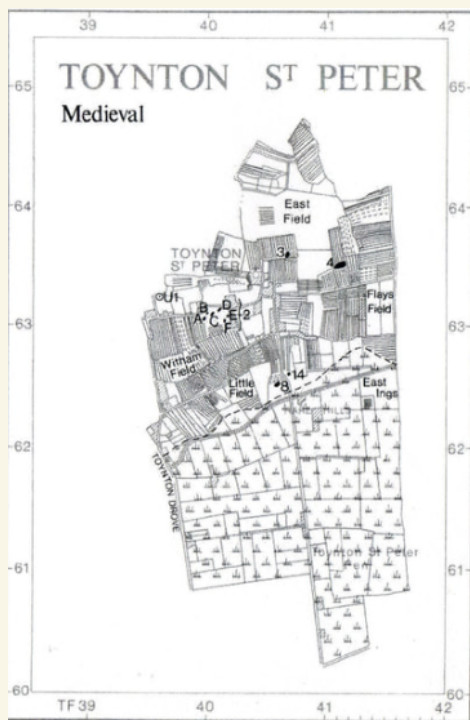 39 40 41 42
TOYNTON ST PETER
Medieval
65 65
64 64
63 63
62 62
61 61
60 60
East
Field
3
4
TOYNTON
ST PETER
U1
B
D
A
C
E-2
F
Flays
Field
Witham
Field
Little
Field
14
8
East
Ings
HARE HILLS
TOYNTON DROVE
Toynton St Peter
Fen
TF 39 40 41 42